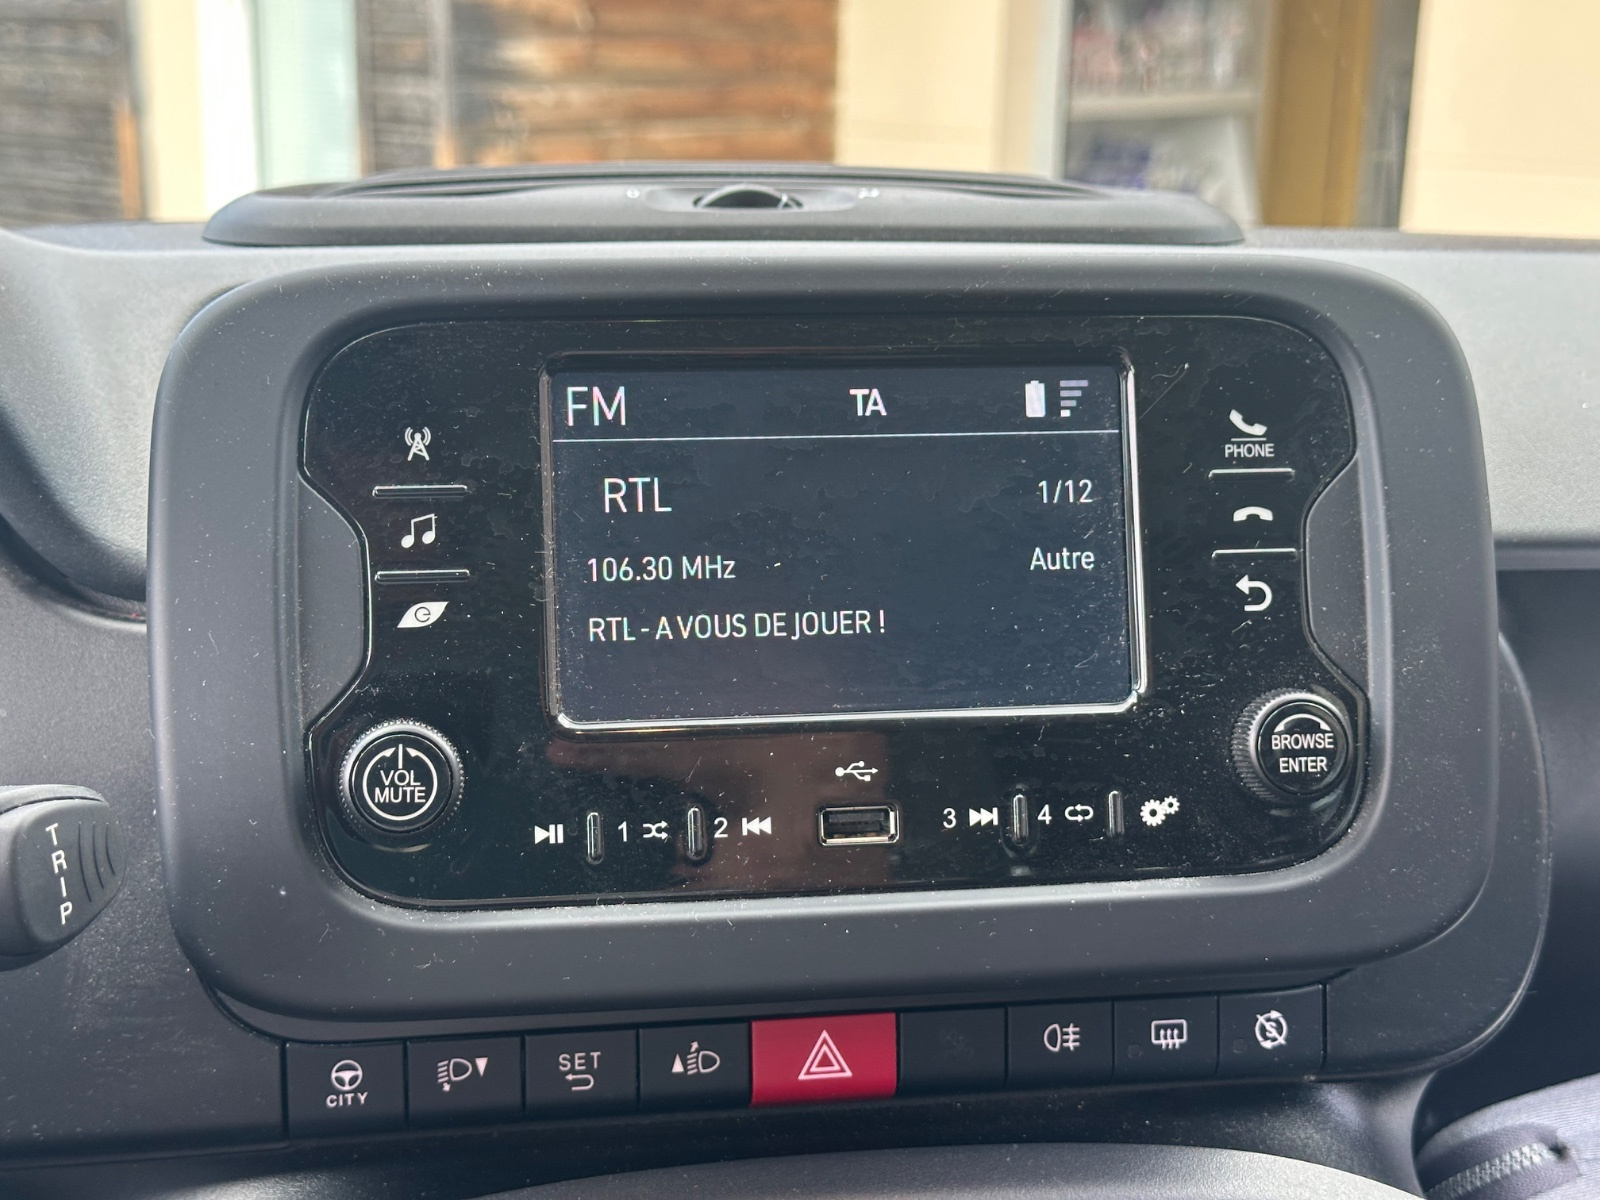 FM TA
RTL 1/12
106.30 MHz Autre
RTL - A VOUS DE JOUER !
PHONE
VOL
MUTE
BROWSE
ENTER
1 2 3 4
TRIP
CITY
SET